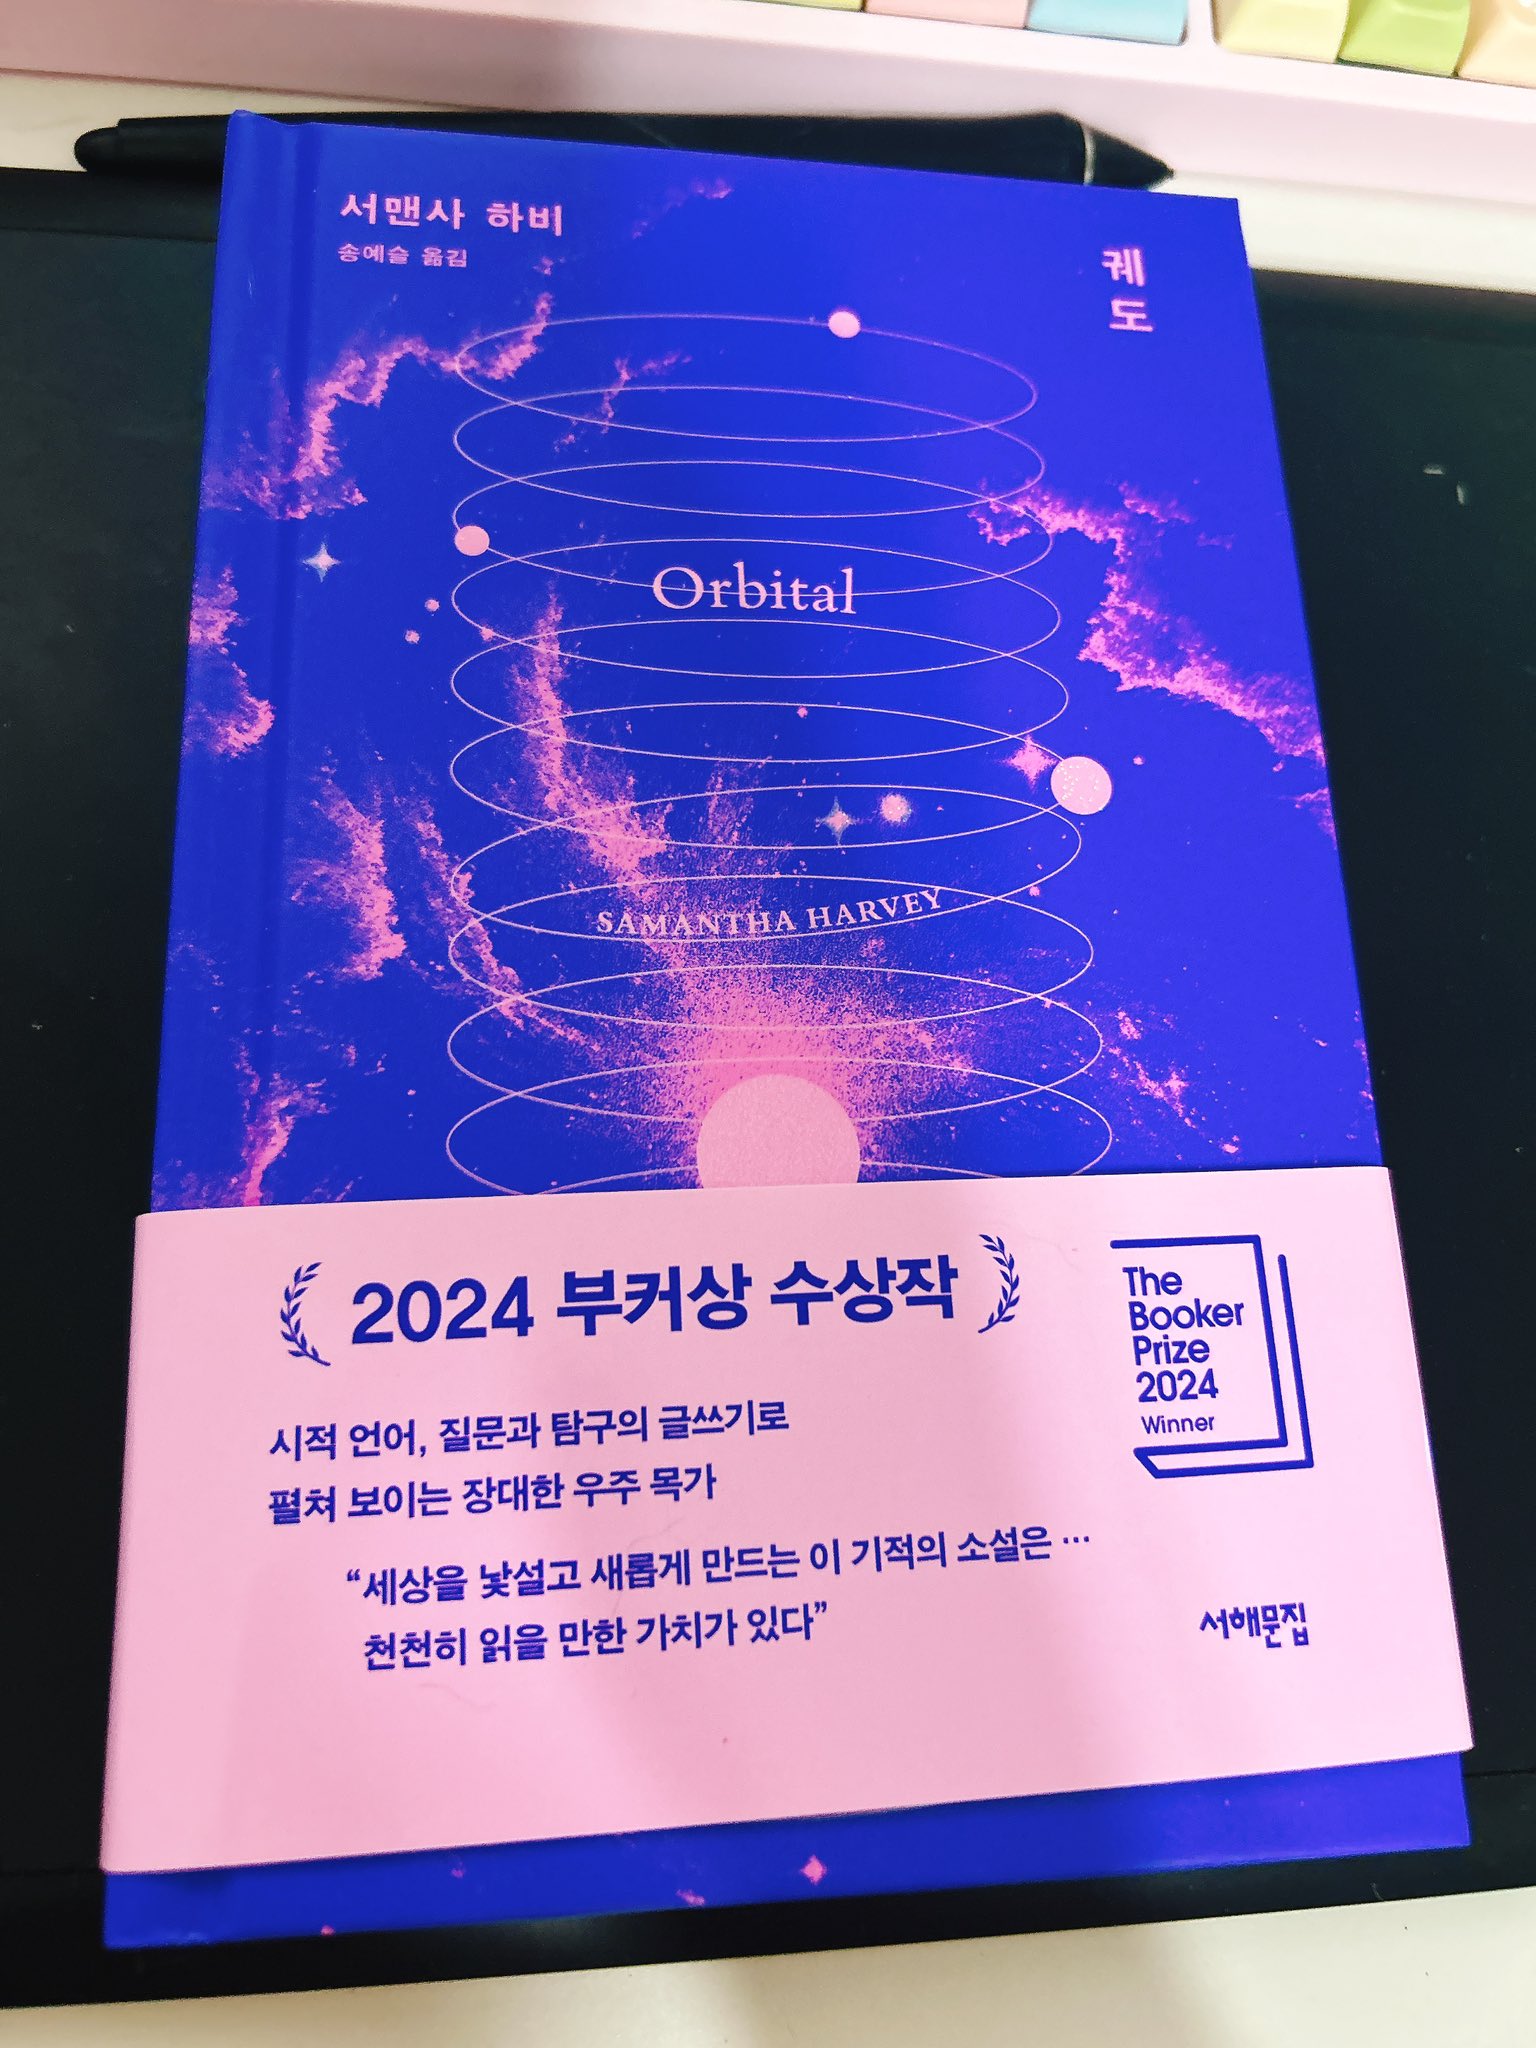 서맨사 하비
송예슬 옮김
궤
도
Orbital
SAMANTHA HARVEY
2024 부커상 수상작
The
Booker
Prize
2024
Winner
시적 언어, 질문과 탐구의 글쓰기로
펼쳐 보이는 장대한 우주 목가
“세상을 낯설고 새롭게 만드는 이 기적의 소설은 …
천천히 읽을 만한 가치가 있다”
서해문집